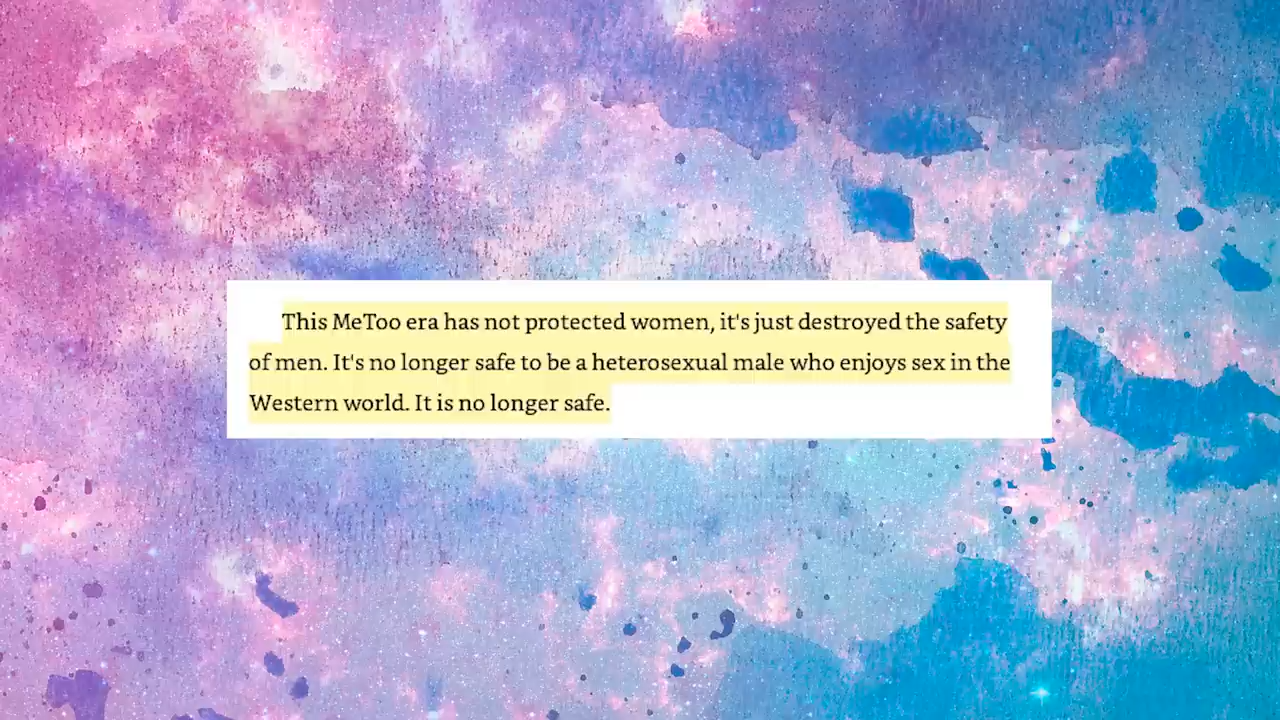 This MeToo era has not protected women, it's just destroyed the safety
of men. It's no longer safe to be a heterosexual male who enjoys sex in the
Western world. It is no longer safe.